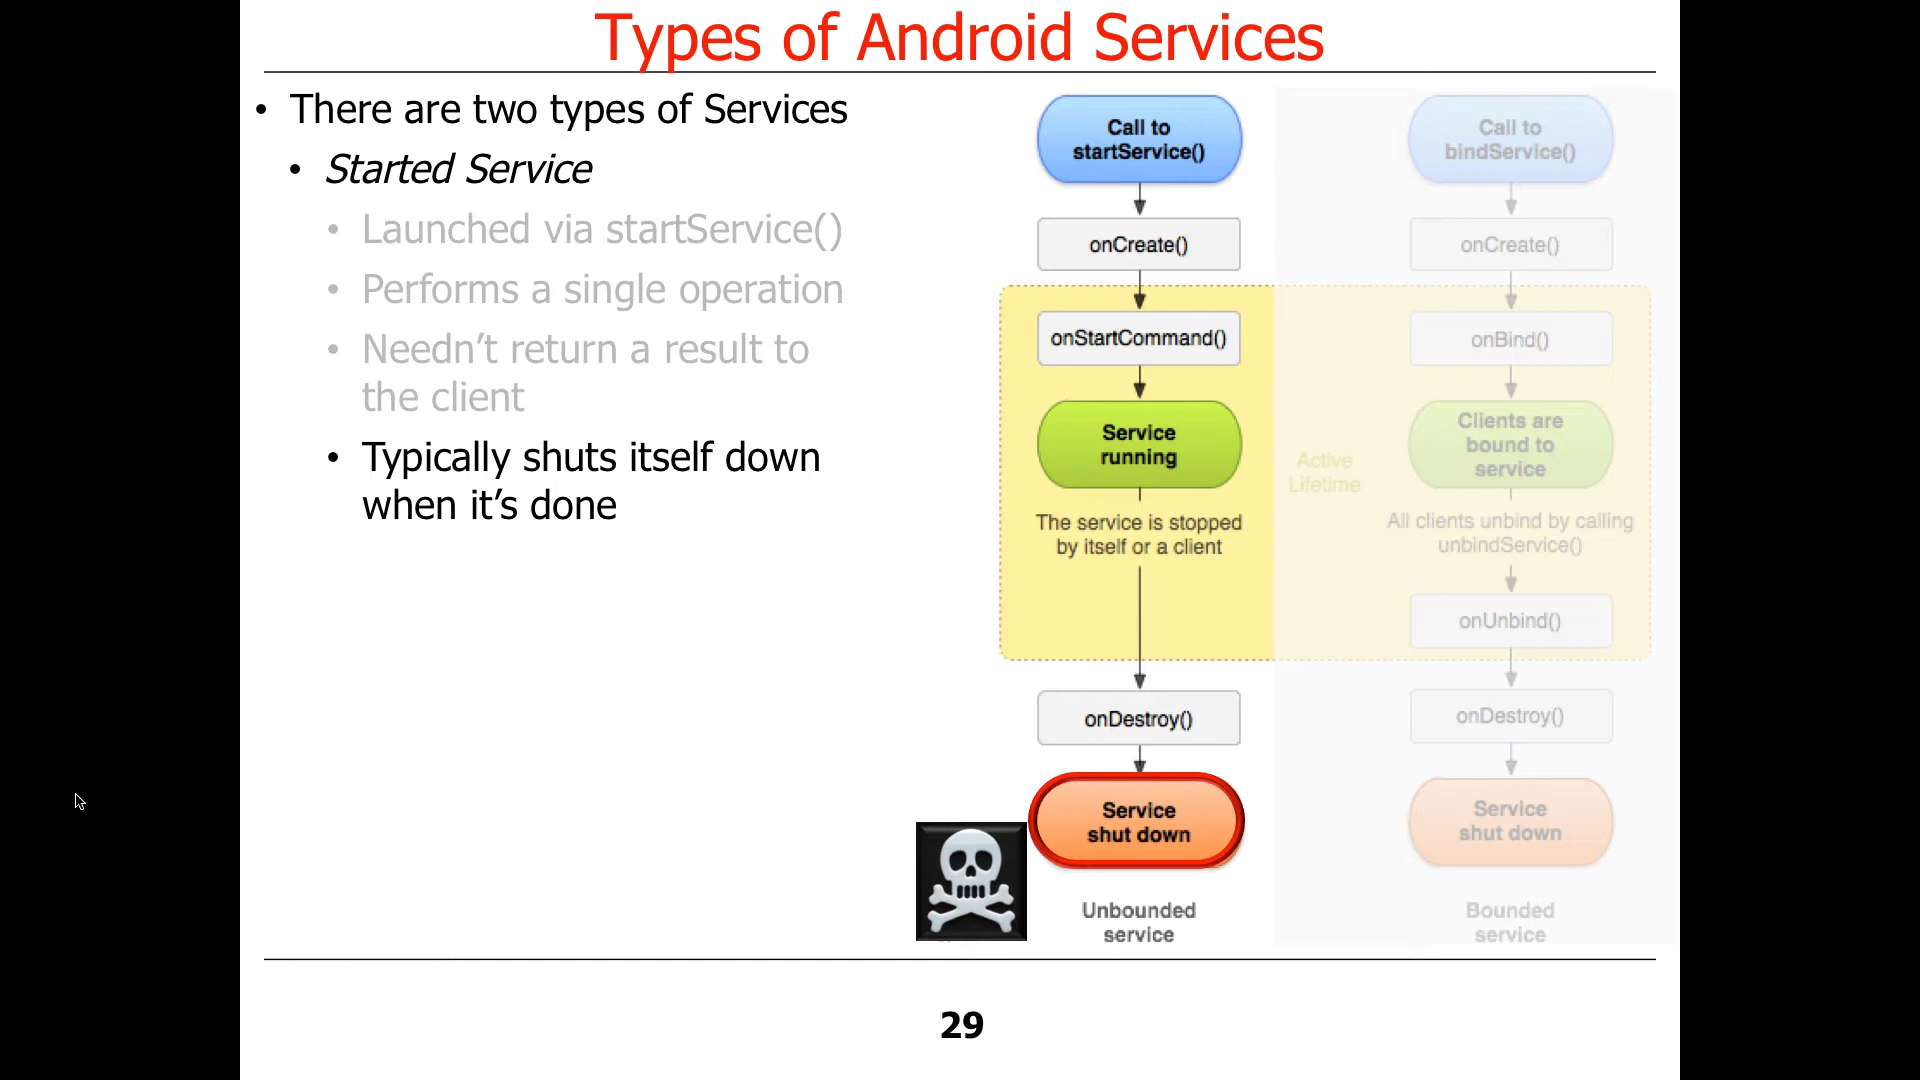 Types of Android Services
• There are two types of Services
• Started Service
• Launched via startService()
• Performs a single operation
• Needn’t return a result to
the client
• Typically shuts itself down
when it’s done
Call to
startService()
onCreate()
onStartCommand()
Service
running
The service is stopped
by itself or a client
onDestroy()
Service
shut down
Unbounded
service
Active
Lifetime
Call to
bindService()
onCreate()
onBind()
Clients are
bound to
service
All clients unbind by calling
unbindService()
onUnbind()
onDestroy()
Service
shut down
Bounded
service
29